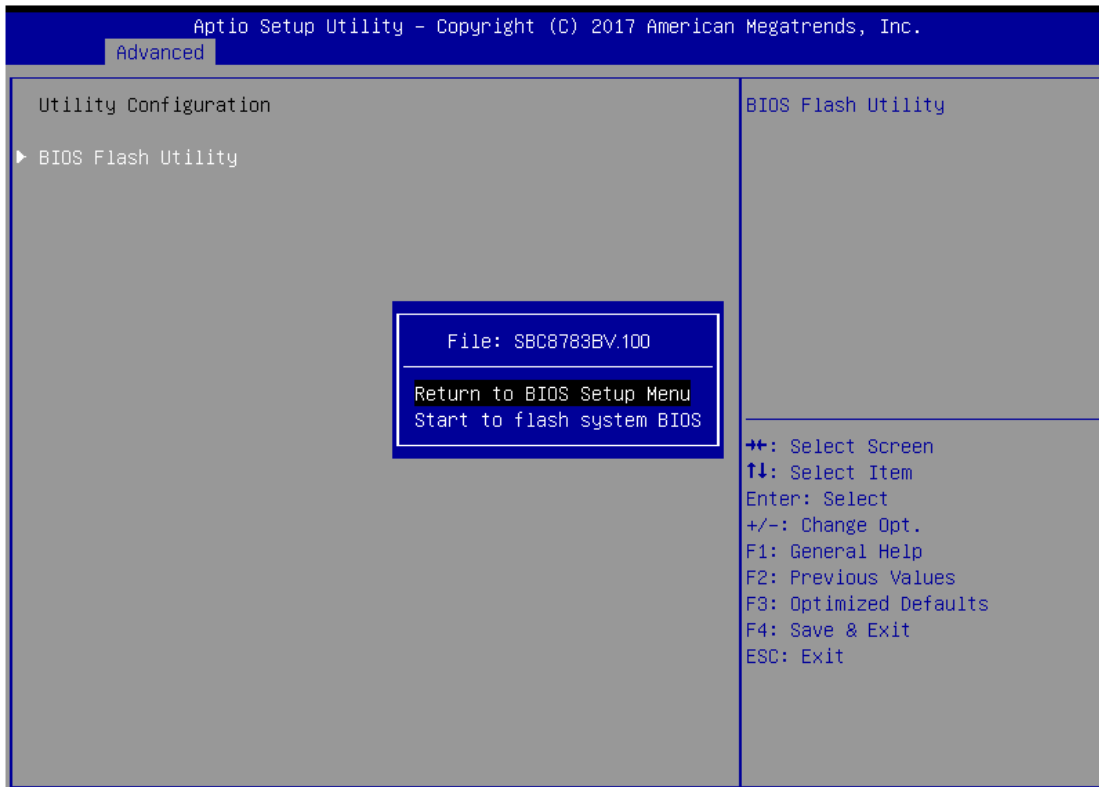 Aptio Setup Utility – Copyright (C) 2017 American Megatrends, Inc.
Advanced
Utility Configuration
▶ BIOS Flash Utility
BIOS Flash Utility
File: SBC8783BV.100
Return to BIOS Setup Menu
Start to flash system BIOS
→←: Select Screen
↑↓: Select Item
Enter: Select
+/-: Change Opt.
F1: General Help
F2: Previous Values
F3: Optimized Defaults
F4: Save & Exit
ESC: Exit